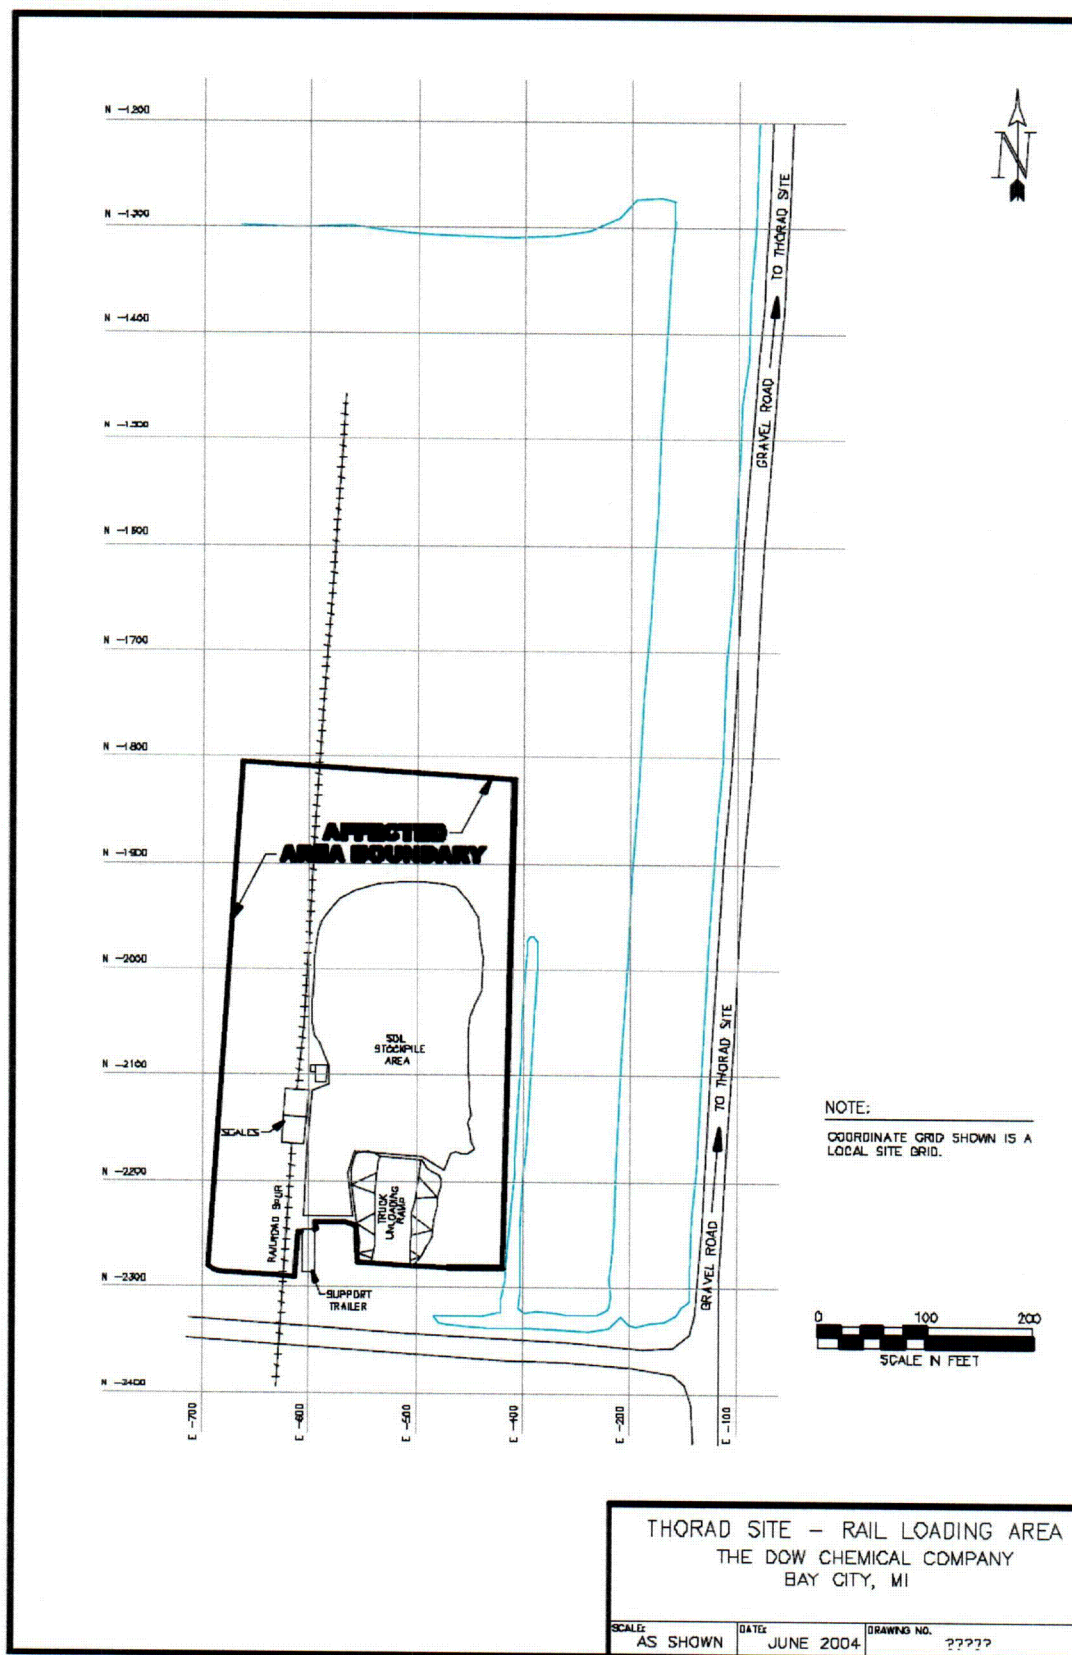 N -1200
N -1300
N -1400
N -1500
N -1600
N -1700
N -1800
N -1900
N -2000
N -2100
N -2200
N -2300
N -2400
E -700
E -600
E -500
E -400
E -200
E -100
N
TO THORAD SITE
GRAVEL ROAD
AFFECTED
AREA BOUNDARY
SOIL
STOCKPILE
AREA
SCALES
RAILROAD SPUR
TRUCK
UNLOADING
RAMP
SUPPORT
TRAILER
TO THORAD SITE
GRAVEL ROAD
NOTE:
COORDINATE GRID SHOWN IS A
LOCAL SITE GRID.
0 100 200
SCALE IN FEET
THORAD SITE - RAIL LOADING AREA
THE DOW CHEMICAL COMPANY
BAY CITY, MI
SCALE: AS SHOWN
DATE: JUNE 2004
DRAWING NO. ?????